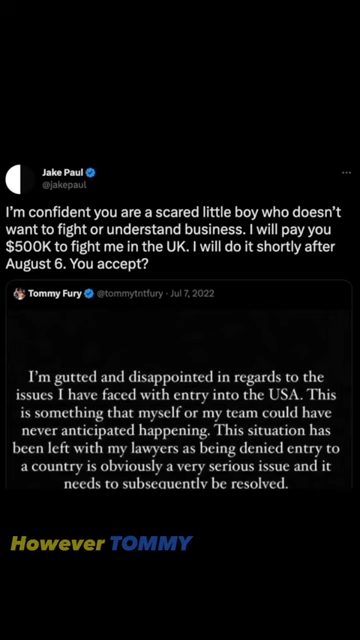 Jake Paul
@jakepaul
I'm confident you are a scared little boy who doesn't
want to fight or understand business. I will pay you
$500K to fight me in the UK. I will do it shortly after
August 6. You accept?
Tommy Fury @tommytntfury · Jul 7, 2022
I'm gutted and disappointed in regards to the
issues I have faced with entry into the USA. This
is something that myself or my team could have
never anticipated happening. This situation has
been left with my lawyers as being denied entry to
a country is obviously a very serious issue and it
needs to subsequently be resolved.
However TOMMY